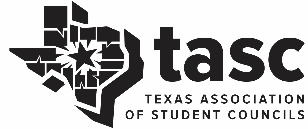 tasc
TEXAS ASSOCIATION
OF STUDENT COUNCILS